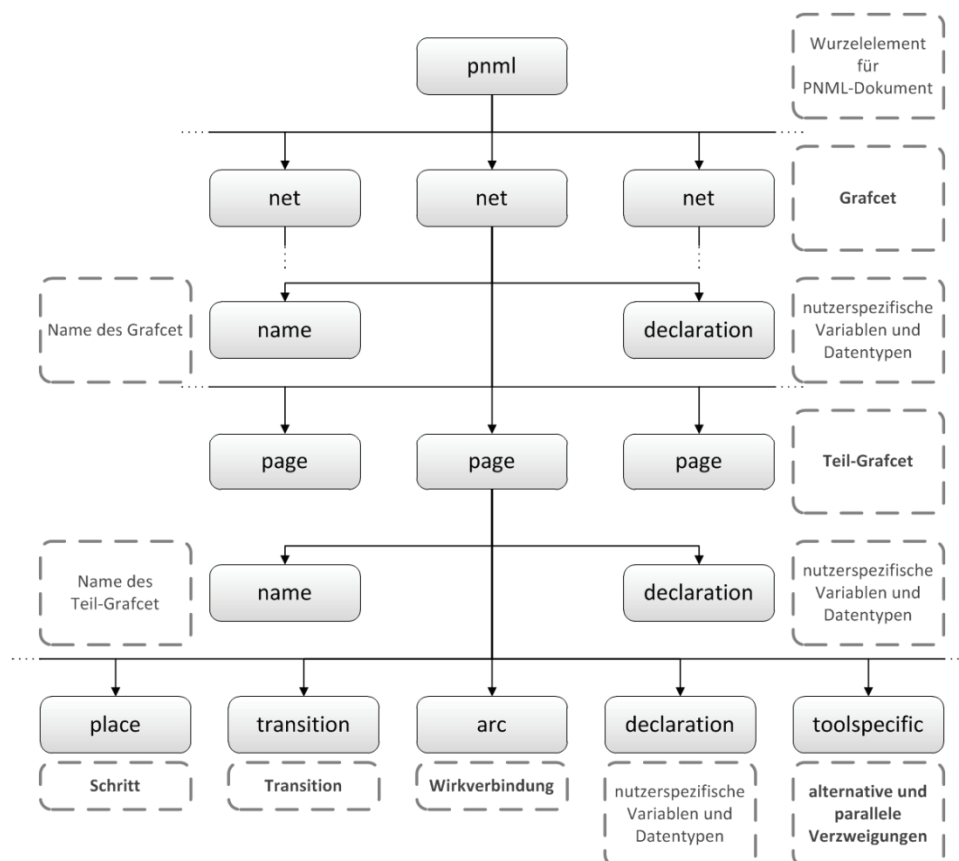 pnml
Wurzelelement
für
PNML-Dokument
net
net
net
Grafcet
Name des Grafcet
name
declaration
nutzerspezifische
Variablen und
Datentypen
page
page
page
Teil-Grafcet
Name des
Teil-Grafcet
name
declaration
nutzerspezifische
Variablen und
Datentypen
place
transition
arc
declaration
toolspecific
Schritt
Transition
Wirkverbindung
nutzerspezifische
Variablen und
Datentypen
alternative und
parallele
Verzweigungen